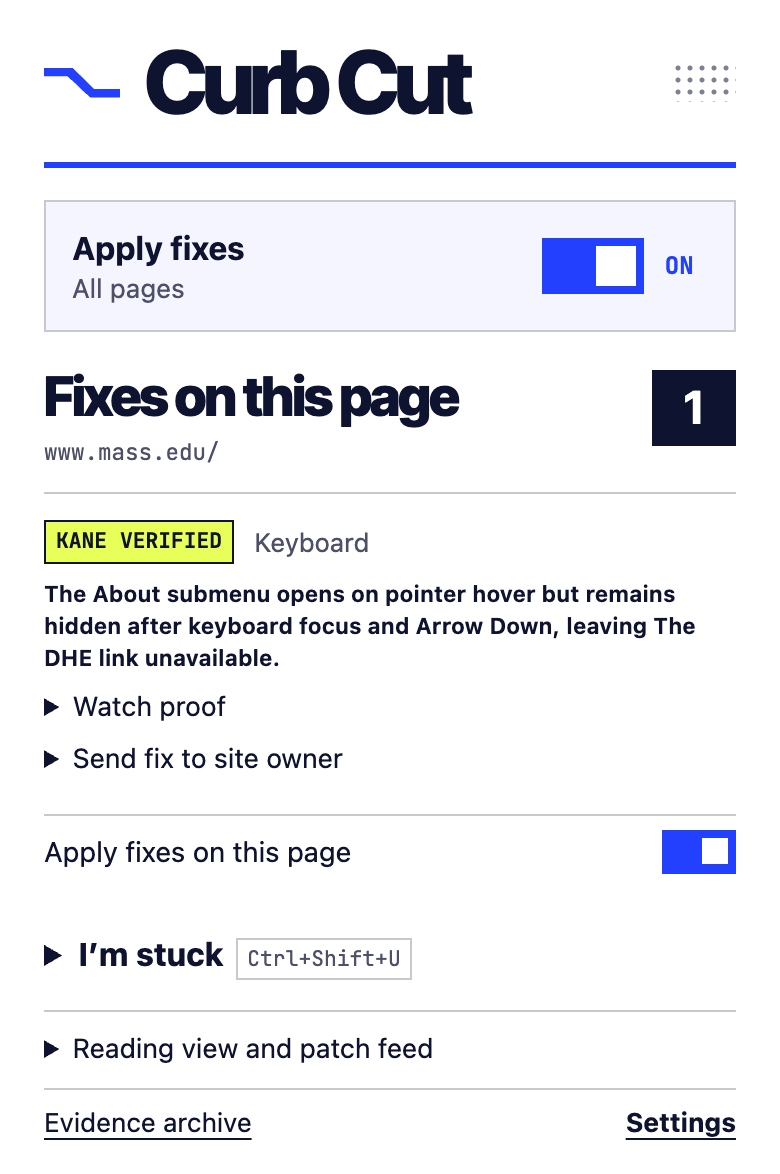 Curb Cut
Apply fixes
All pages
ON
Fixes on this page
1
www.mass.edu/
KANE VERIFIED
Keyboard
The About submenu opens on pointer hover but remains
hidden after keyboard focus and Arrow Down, leaving The
DHE link unavailable.
Watch proof
Send fix to site owner
Apply fixes on this page
I’m stuck
Ctrl+Shift+U
Reading view and patch feed
Evidence archive
Settings